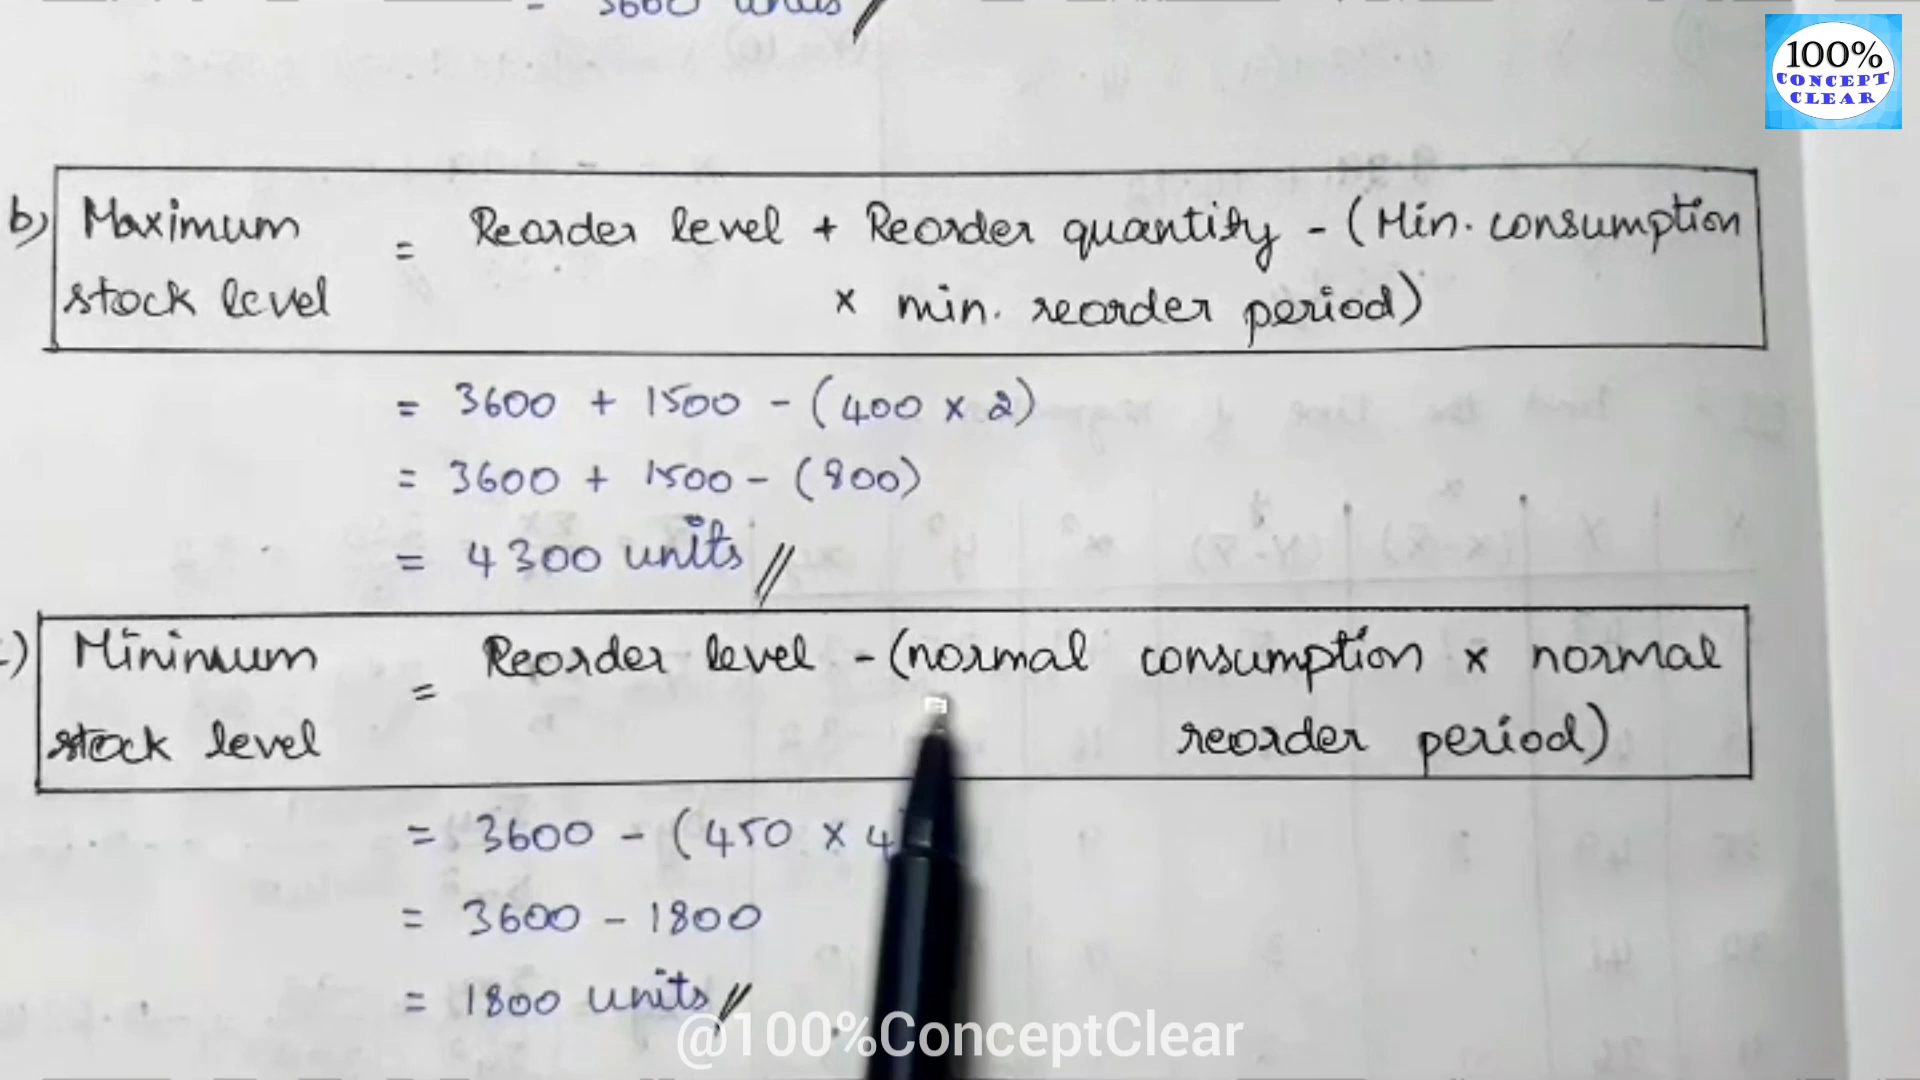 = 3600 units
100%
CONCEPT
CLEAR
b) Maximum stock level = Reorder level + Reorder quantity - (Min. consumption
× min. reorder period)
= 3600 + 1500 - (400 × 2)
= 3600 + 1500 - (800)
= 4300 units //
Minimum stock level = Reorder level - (normal consumption × normal
reorder period)
= 3600 - (450 × 4
= 3600 - 1800
= 1800 units //
@100%ConceptClear